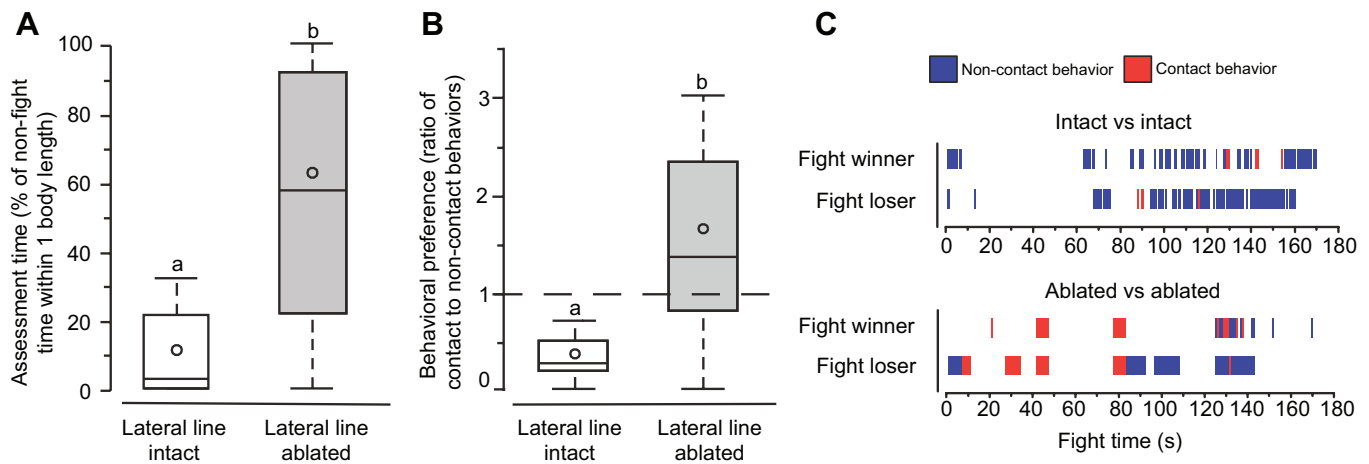 A
Assessment time (% of non-fight
time within 1 body length)
100
80
60
40
20
0
a
b
Lateral line
intact
Lateral line
ablated
B
Behavioral preference (ratio of
contact to non-contact behaviors)
3
2
1
0
a
b
Lateral line
intact
Lateral line
ablated
C
Non-contact behavior
Contact behavior
Intact vs intact
Fight winner
Fight loser
0 20 40 60 80 100 120 140 160 180
Ablated vs ablated
Fight winner
Fight loser
0 20 40 60 80 100 120 140 160 180
Fight time (s)